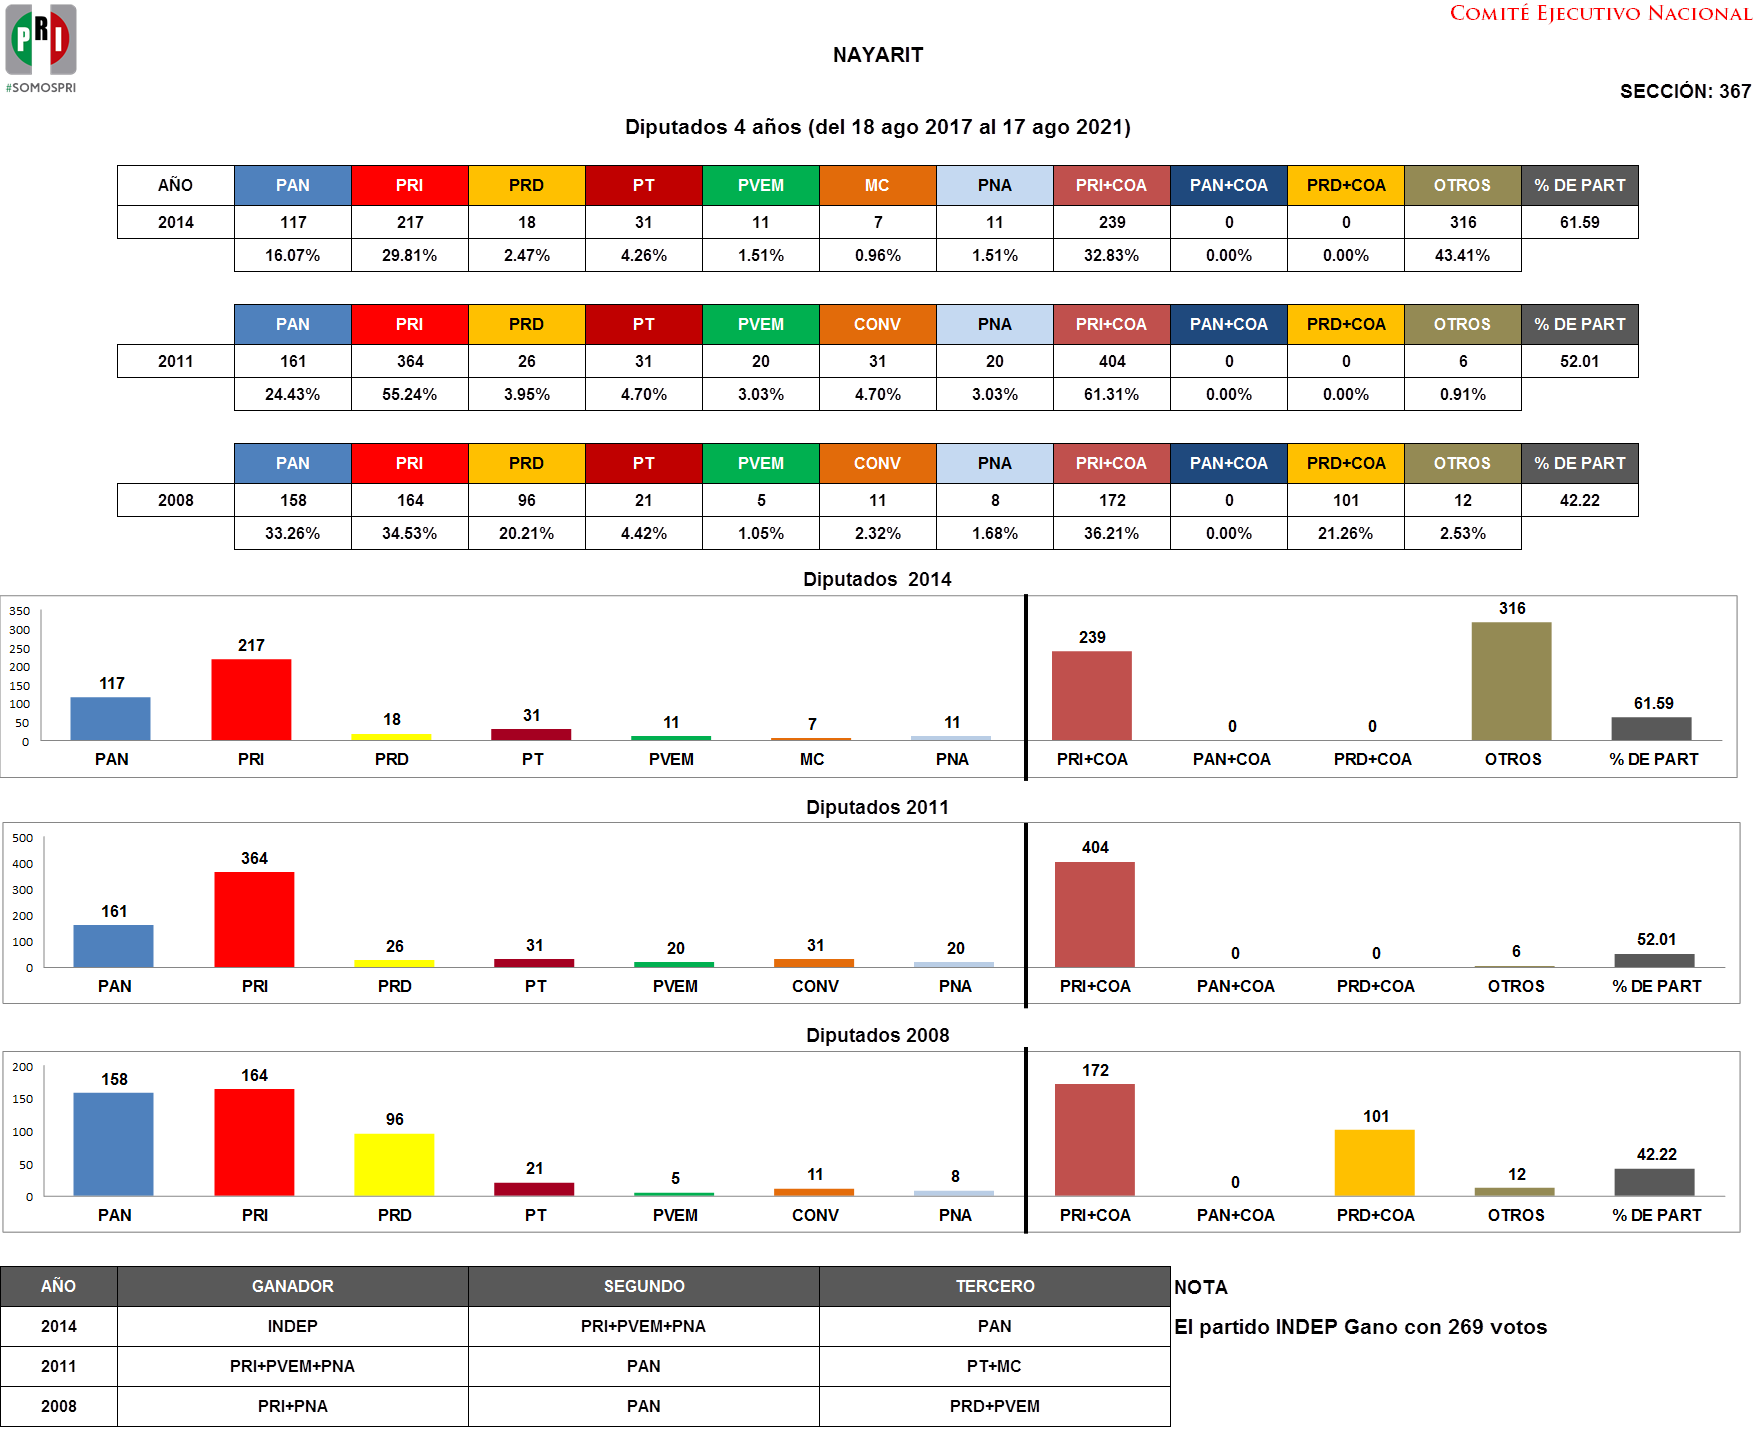 PRI
#SOMOSPRI
COMITÉ EJECUTIVO NACIONAL
NAYARIT
SECCIÓN: 367
Diputados 4 años (del 18 ago 2017 al 17 ago 2021)
AÑO PAN PRI PRD PT PVEM MC PNA PRI+COA PAN+COA PRD+COA OTROS % DE PART
2014 117 217 18 31 11 7 11 239 0 0 316 61.59
16.07% 29.81% 2.47% 4.26% 1.51% 0.96% 1.51% 32.83% 0.00% 0.00% 43.41%
PAN PRI PRD PT PVEM CONV PNA PRI+COA PAN+COA PRD+COA OTROS % DE PART
2011 161 364 26 31 20 31 20 404 0 0 6 52.01
24.43% 55.24% 3.95% 4.70% 3.03% 4.70% 3.03% 61.31% 0.00% 0.00% 0.91%
PAN PRI PRD PT PVEM CONV PNA PRI+COA PAN+COA PRD+COA OTROS % DE PART
2008 158 164 96 21 5 11 8 172 0 101 12 42.22
33.26% 34.53% 20.21% 4.42% 1.05% 2.32% 1.68% 36.21% 0.00% 21.26% 2.53%
Diputados 2014
350
300
250
200
150
100
50
0
117 217 18 31 11 7 11 239 0 0 316 61.59
PAN PRI PRD PT PVEM MC PNA PRI+COA PAN+COA PRD+COA OTROS % DE PART
Diputados 2011
500
400
300
200
100
0
161 364 26 31 20 31 20 404 0 0 6 52.01
PAN PRI PRD PT PVEM CONV PNA PRI+COA PAN+COA PRD+COA OTROS % DE PART
Diputados 2008
200
150
100
50
0
158 164 96 21 5 11 8 172 0 101 12 42.22
PAN PRI PRD PT PVEM CONV PNA PRI+COA PAN+COA PRD+COA OTROS % DE PART
AÑO GANADOR SEGUNDO TERCERO NOTA
2014 INDEP PRI+PVEM+PNA PAN El partido INDEP Gano con 269 votos
2011 PRI+PVEM+PNA PAN PT+MC
2008 PRI+PNA PAN PRD+PVEM